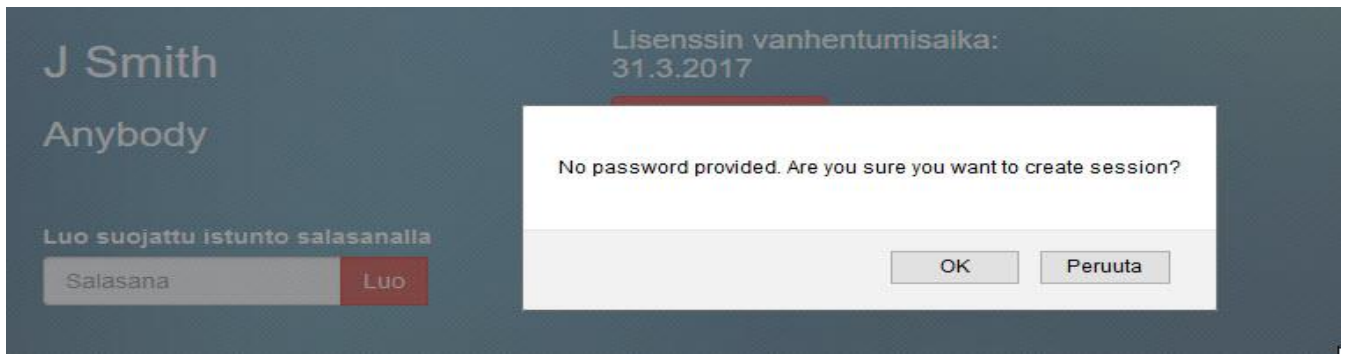 J Smith
Anybody
Luo suojattu istunto salasanalla
Salasana
Luo
Lisenssin vanhentumisaika:
31.3.2017
No password provided. Are you sure you want to create session?
OK
Peruuta